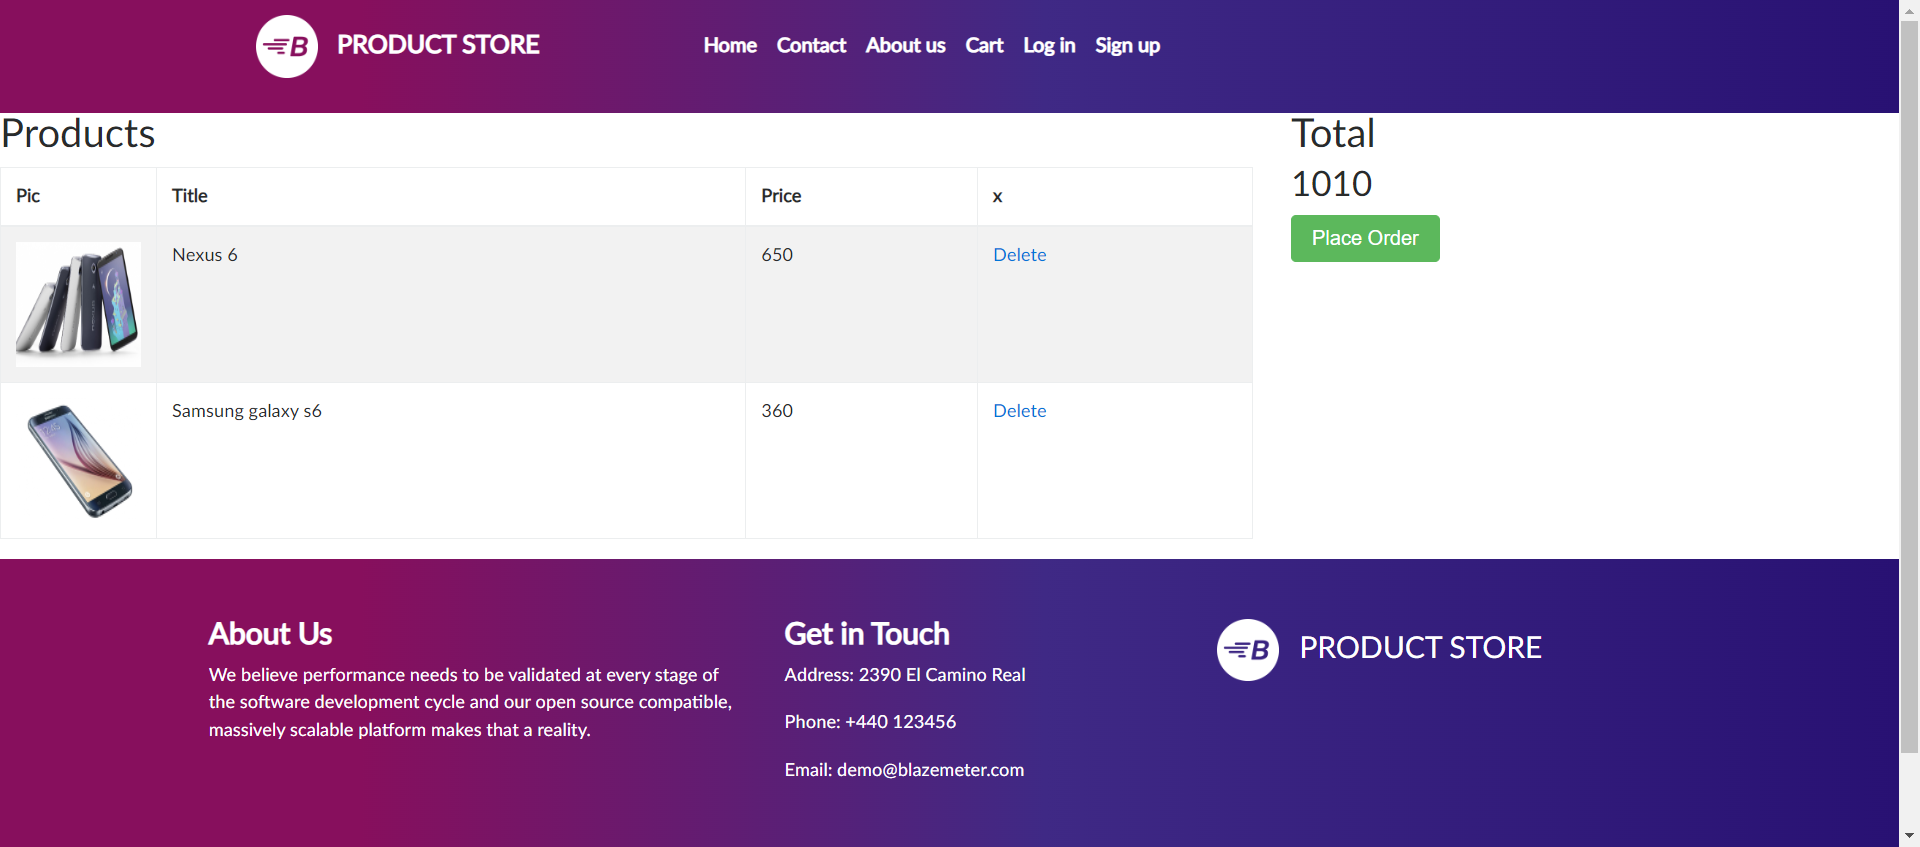 B PRODUCT STORE
Home Contact About us Cart Log in Sign up
Products
Pic Title Price x
Nexus 6 650 Delete
Samsung galaxy s6 360 Delete
Total
1010
Place Order
About Us
We believe performance needs to be validated at every stage of
the software development cycle and our open source compatible,
massively scalable platform makes that a reality.
Get in Touch
Address: 2390 El Camino Real
Phone: +440 123456
Email: demo@blazemeter.com
B PRODUCT STORE